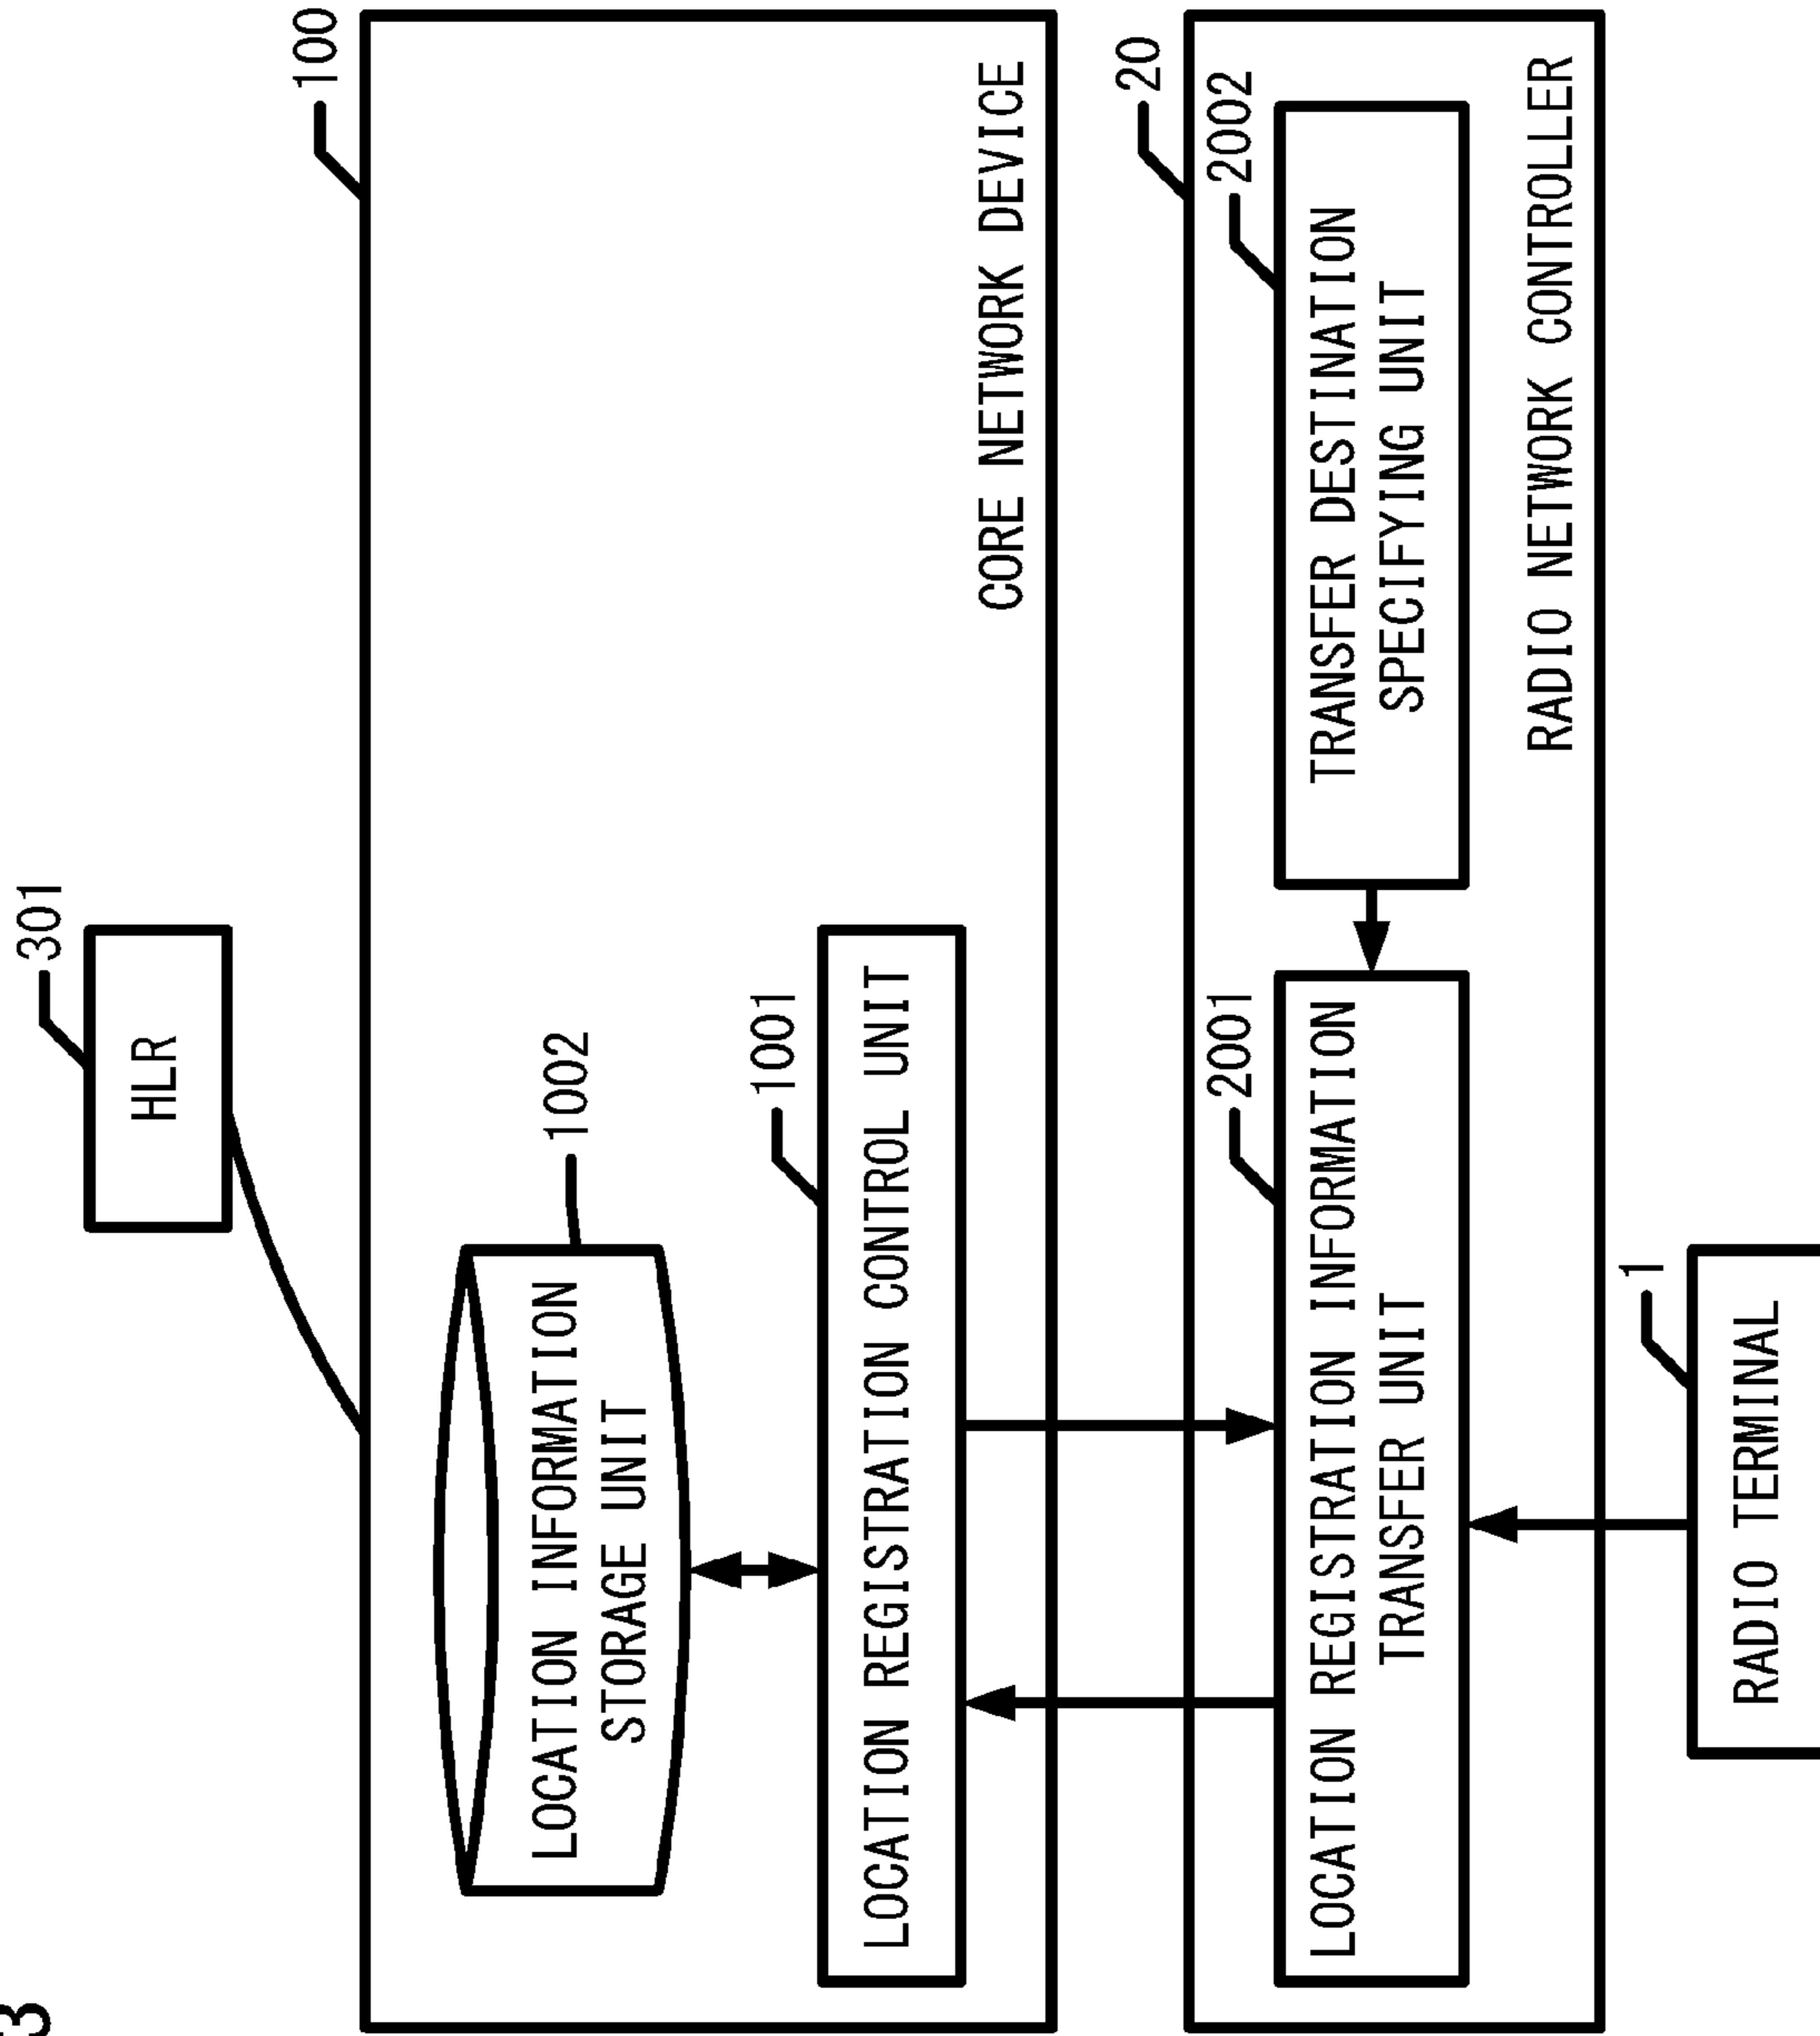 3
301
HLR
100
1002
LOCATION INFORMATION
STORAGE UNIT
1001
LOCATION REGISTRATION CONTROL UNIT
CORE NETWORK DEVICE
20
2001
LOCATION REGISTRATION INFORMATION
TRANSFER UNIT
2002
TRANSFER DESTINATION
SPECIFYING UNIT
RADIO NETWORK CONTROLLER
1
RADIO TERMINAL